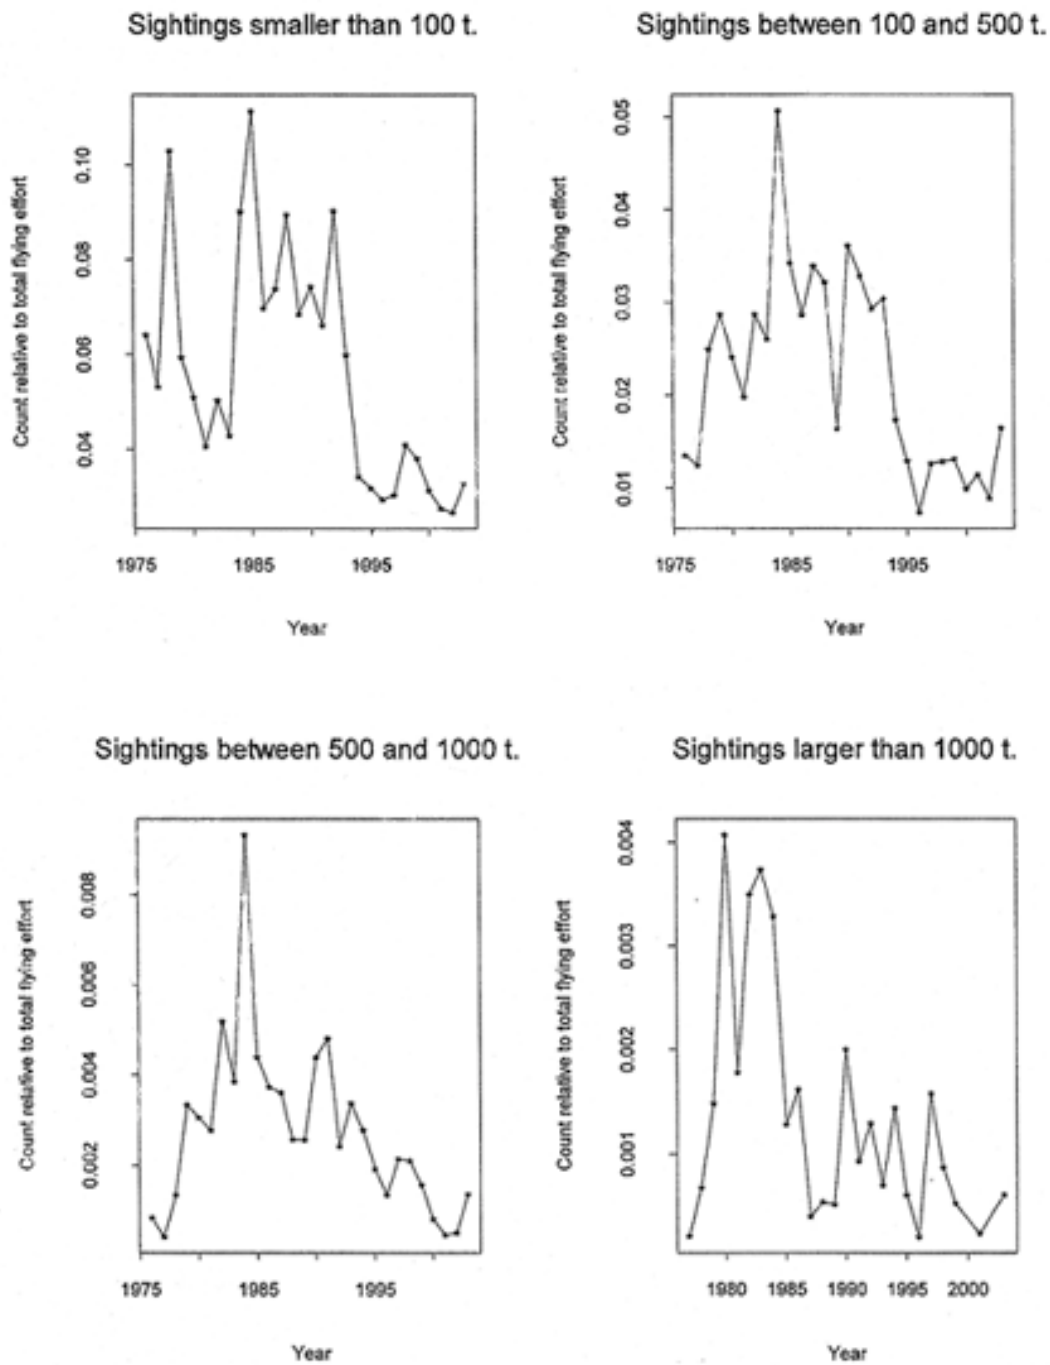 Sightings smaller than 100 t.
Count relative to total flying effort
0.10
0.08
0.06
0.04
1975 1985 1995
Year
Sightings between 100 and 500 t.
Count relative to total flying effort
0.05
0.04
0.03
0.02
0.01
1975 1985 1995
Year
Sightings between 500 and 1000 t.
Count relative to total flying effort
0.008
0.006
0.004
0.002
1975 1985 1995
Year
Sightings larger than 1000 t.
Count relative to total flying effort
0.004
0.003
0.002
0.001
1980 1985 1990 1995 2000
Year